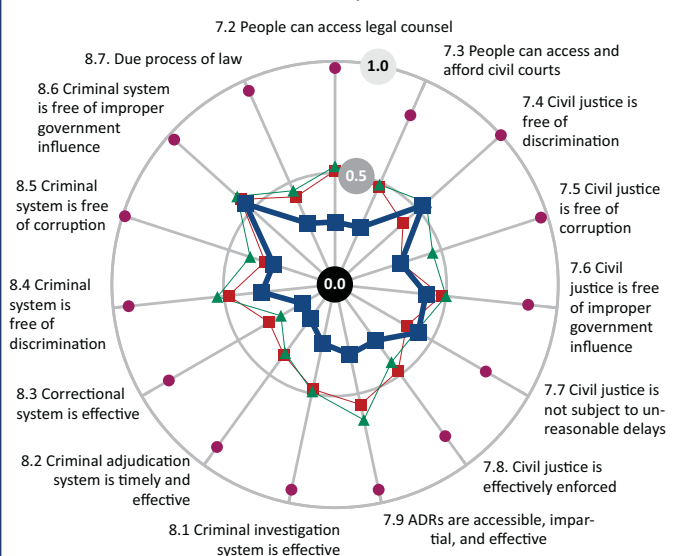 7.2 People can access legal counsel
7.3 People can access and
afford civil courts
7.4 Civil justice is
free of
discrimination
7.5 Civil justice
is free of
corruption
7.6 Civil
justice is free
of improper
government
influence
7.7 Civil justice is
not subject to un-
reasonable delays
7.8. Civil justice is
effectively enforced
7.9 ADRs are accessible, impar-
tial, and effective
8.1 Criminal investigation
system is effective
8.2 Criminal adjudication
system is timely and
effective
8.3 Correctional
system is effective
8.4 Criminal
system is
free of
discrimination
8.5 Criminal
system is free
of corruption
8.6 Criminal system
is free of improper
government
influence
8.7. Due process of law
1.0
0.5
0.0